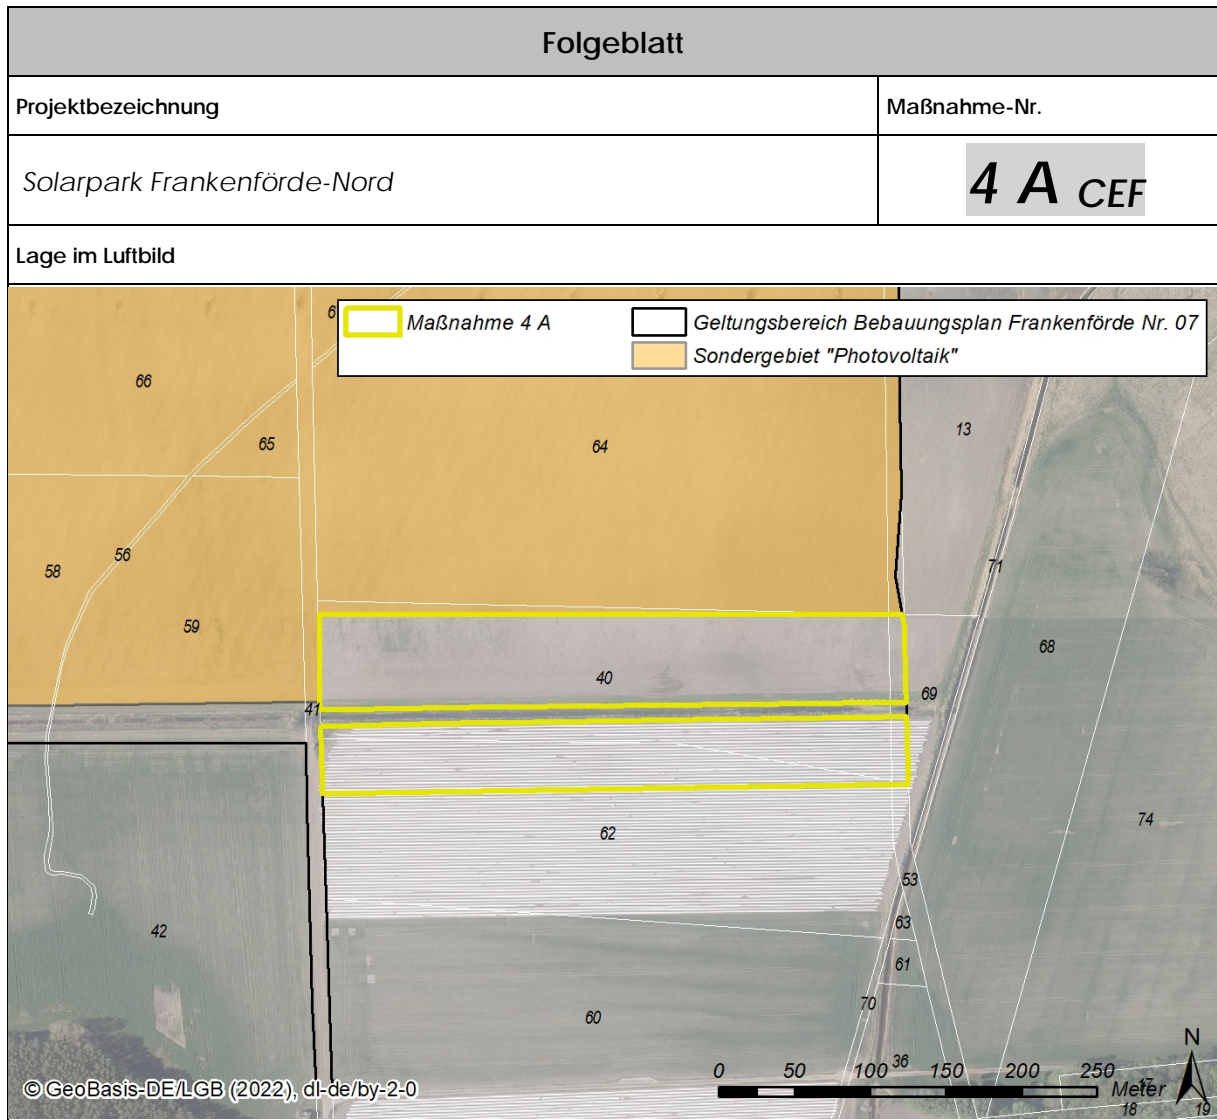 Folgeblatt
Projektbezeichnung
Maßnahme-Nr.
Solarpark Frankenförde-Nord
4 A CEF
Lage im Luftbild
6
Maßnahme 4 A
Geltungsbereich Bebauungsplan Frankenförde Nr. 07
Sondergebiet "Photovoltaik"
66
13
65
64
56
71
58
59
68
40
69
41
74
62
53
63
42
61
70
60
36
N
0 50 100 150 200 250
Meter
17
18
19
© GeoBasis-DE/LGB (2022), dl-de/by-2-0